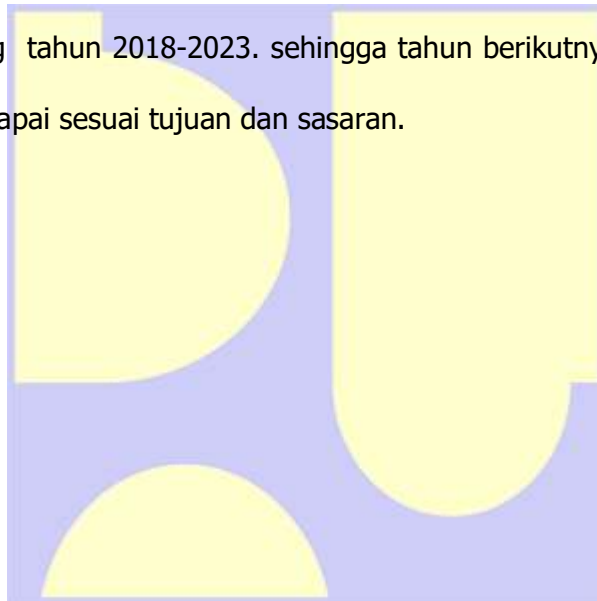 g tahun 2018-2023. sehingga tahun berikutny
apai sesuai tujuan dan sasaran.